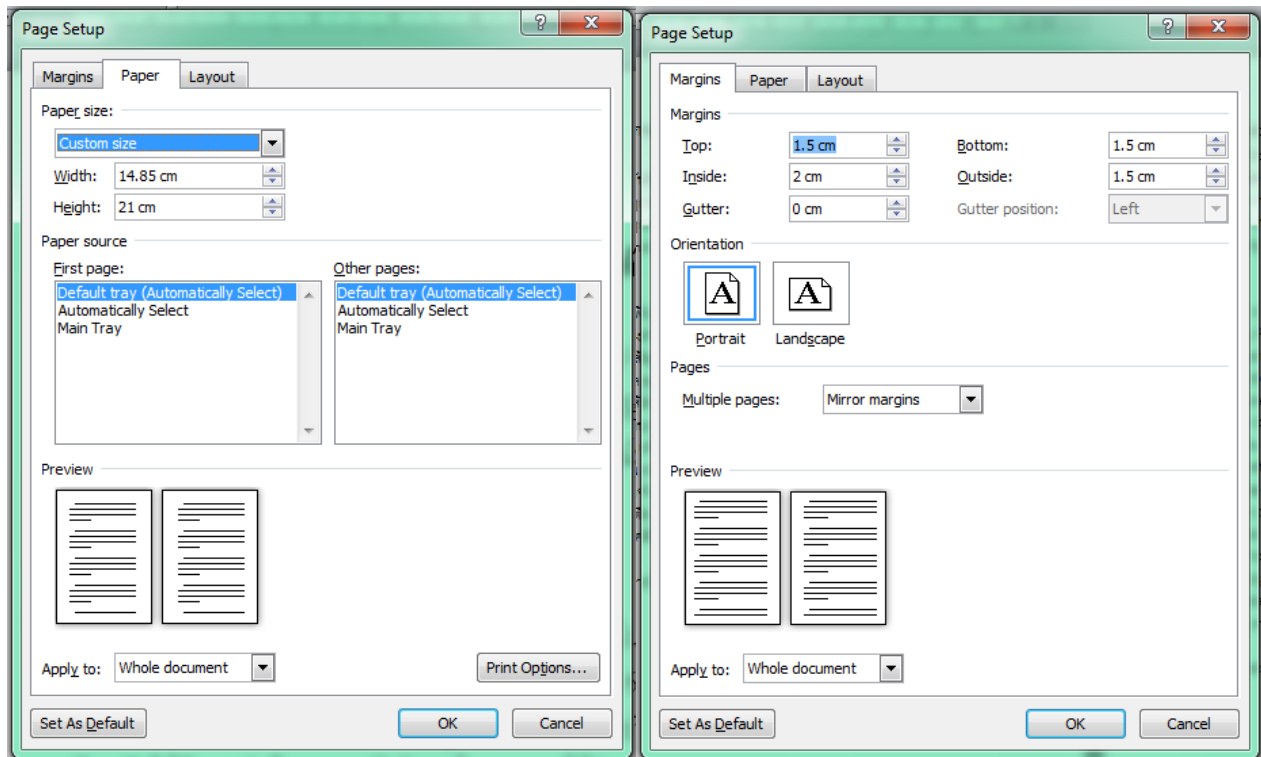 Page Setup
?
X
Margins
Paper
Layout
Paper size:
Custom size
Width:
14.85 cm
Height:
21 cm
Paper source
First page:
Other pages:
Default tray (Automatically Select)
Automatically Select
Main Tray
Default tray (Automatically Select)
Automatically Select
Main Tray
Preview
Apply to:
Whole document
Print Options...
Set As Default
OK
Cancel
Page Setup
?
X
Margins
Paper
Layout
Margins
Top:
1.5 cm
Bottom:
1.5 cm
Inside:
2 cm
Outside:
1.5 cm
Gutter:
0 cm
Gutter position:
Left
Orientation
A
A
Portrait
Landscape
Pages
Multiple pages:
Mirror margins
Preview
Apply to:
Whole document
Set As Default
OK
Cancel